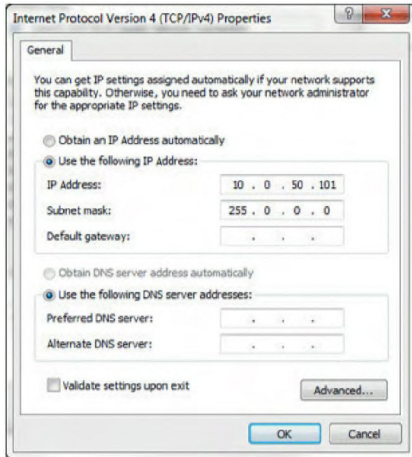 Internet Protocol Version 4 (TCP/IPv4) Properties
General
You can get IP settings assigned automatically if your network supports
this capability. Otherwise, you need to ask your network administrator
for the appropriate IP settings.
Obtain an IP Address automatically
Use the following IP Address:
IP Address: 10 . 0 . 50 . 101
Subnet mask: 255 . 0 . 0 . 0
Default gateway: . . .
Obtain DNS server address automatically
Use the following DNS server addresses:
Preferred DNS server: . . .
Alternate DNS server: . . .
Validate settings upon exit
Advanced...
OK Cancel